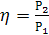 η = P₂/P₁